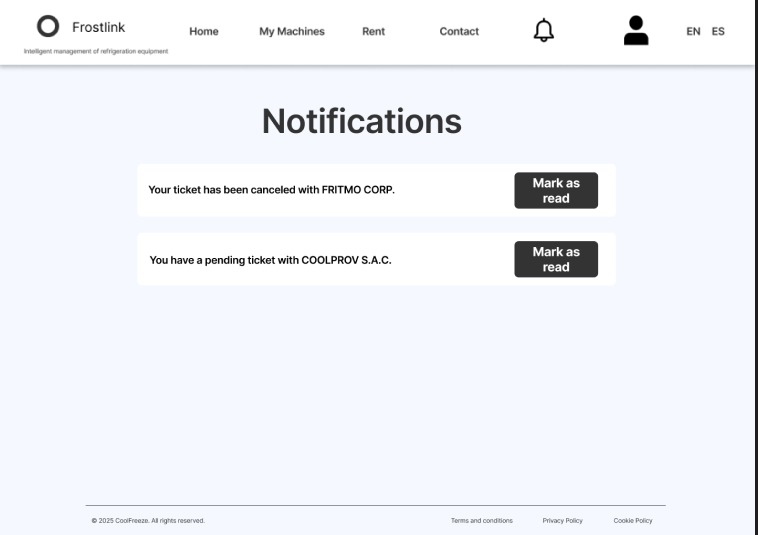 Frostlink
Intelligent management of refrigeration equipment
Home My Machines Rent Contact EN ES
Notifications
Your ticket has been canceled with FRITMO CORP.
Mark as
read
You have a pending ticket with COOLPROV S.A.C.
Mark as
read
© 2025 CoolFreeze. All rights reserved. Terms and conditions Privacy Policy Cookie Policy